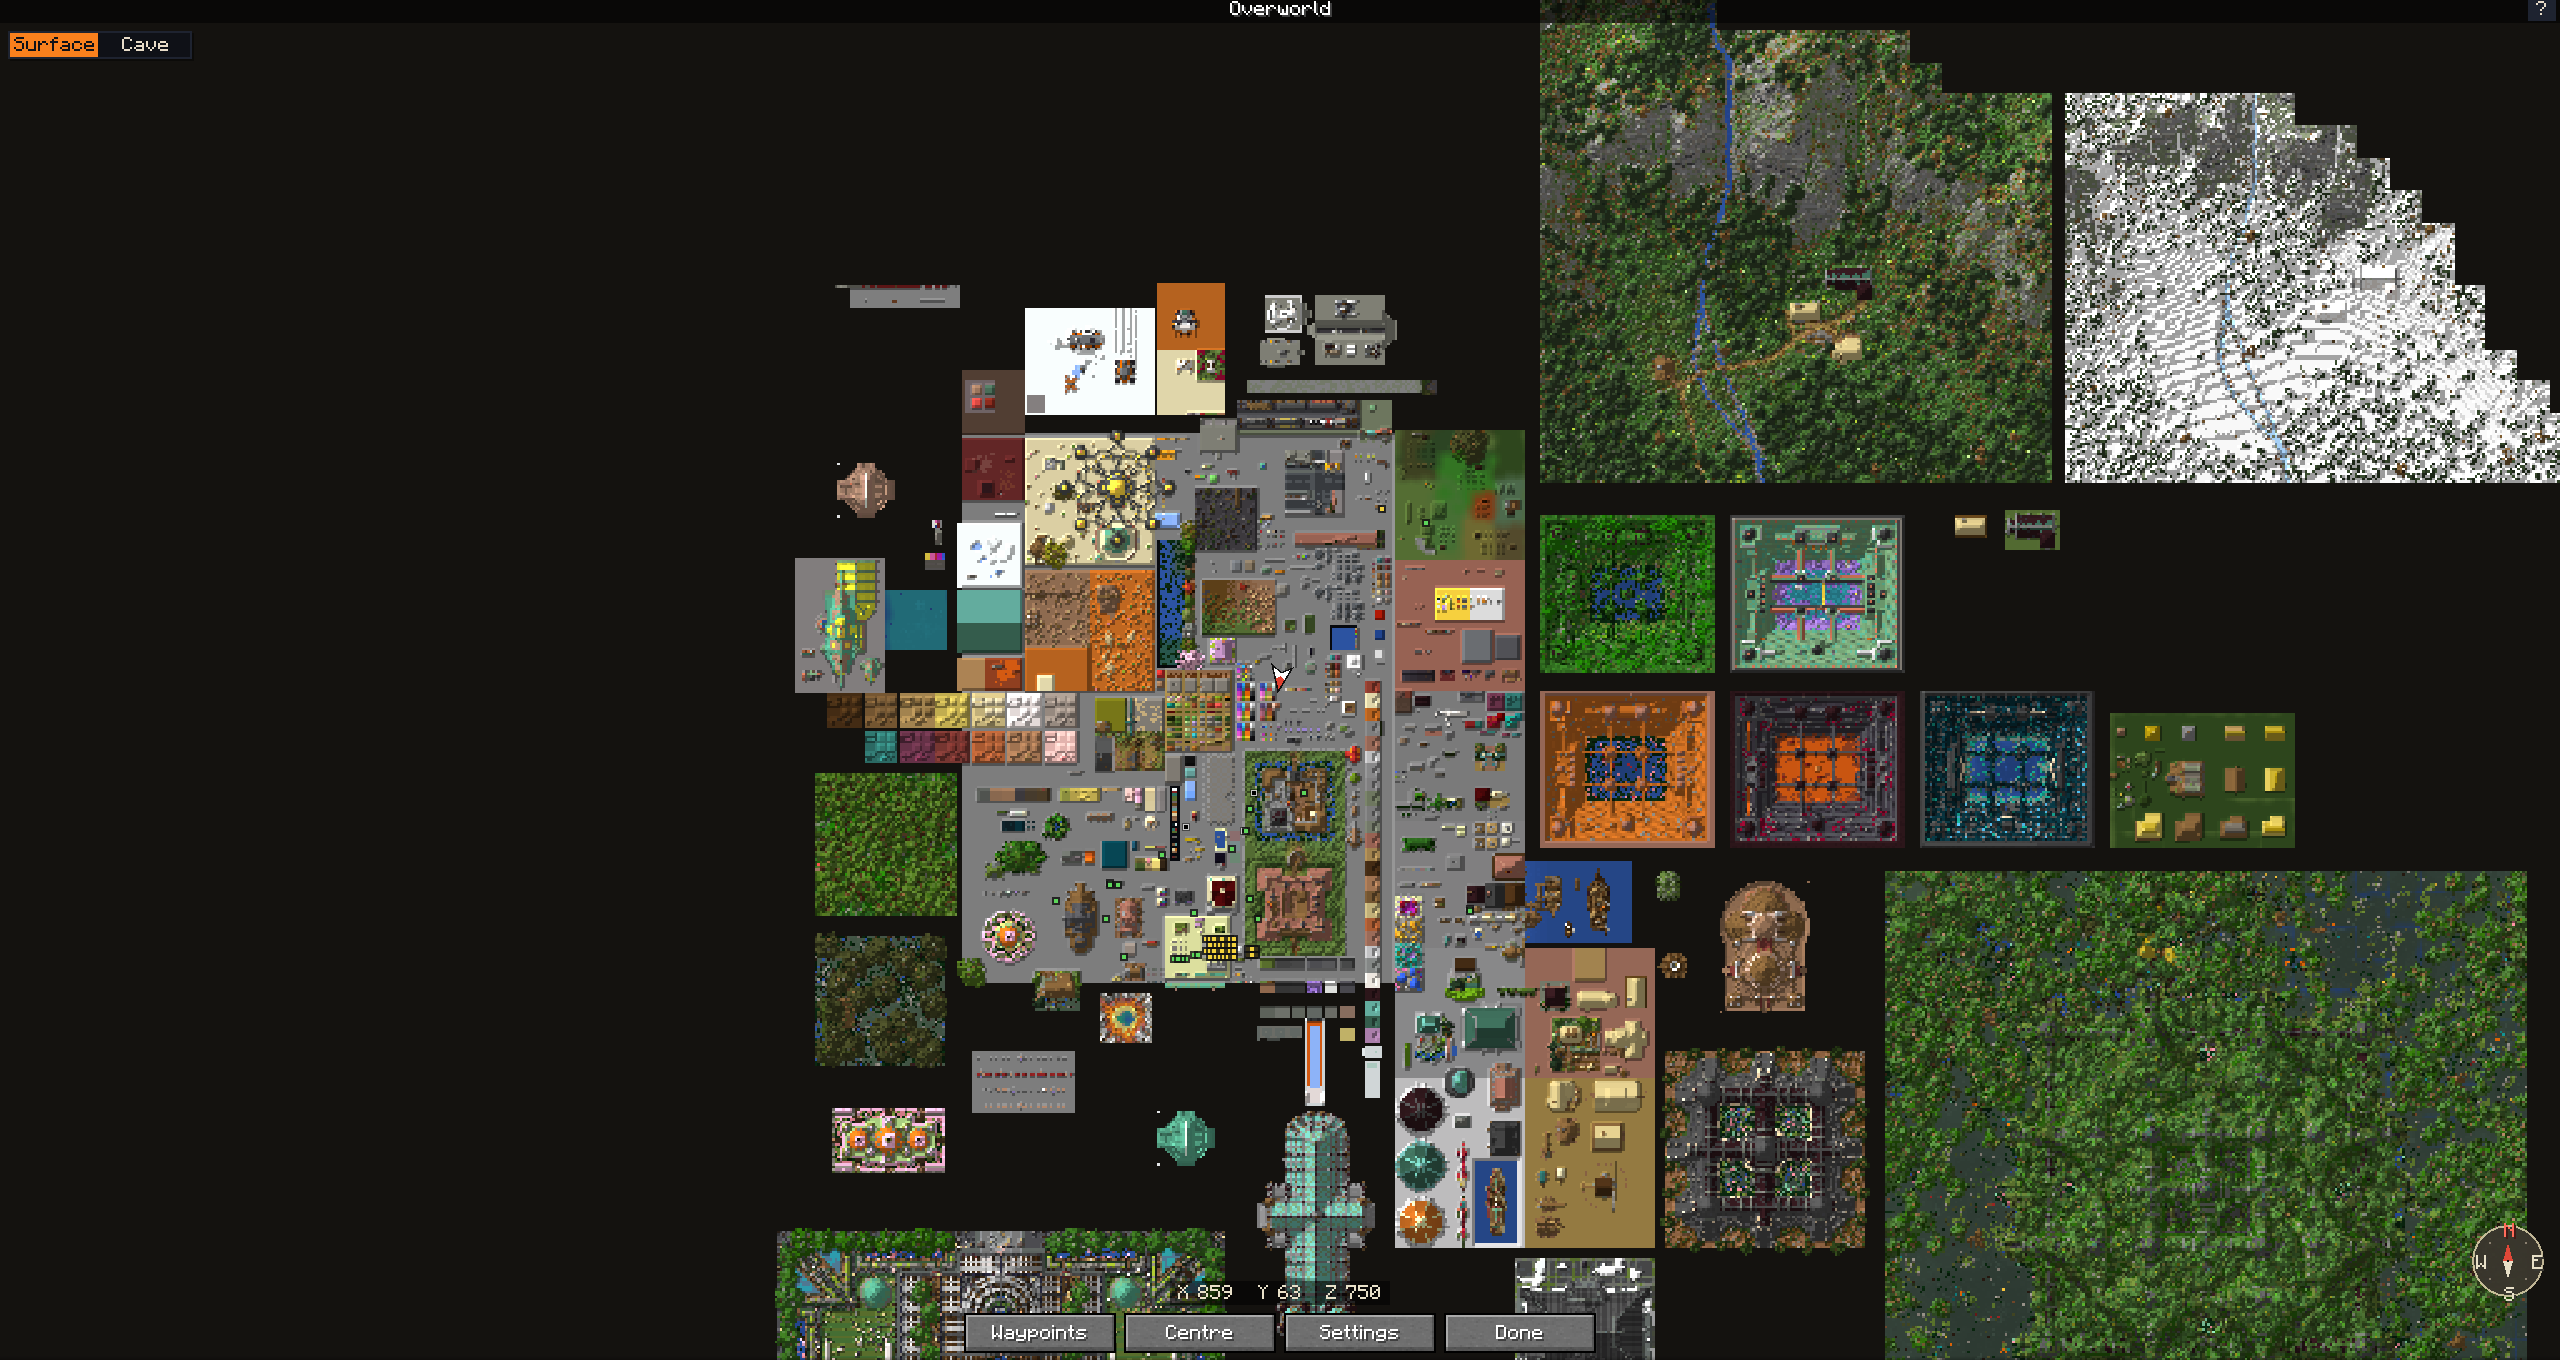 Overworld
?
Surface Cave
N
W E
S
X 859 Y 63 Z 750
Waypoints Centre Settings Done